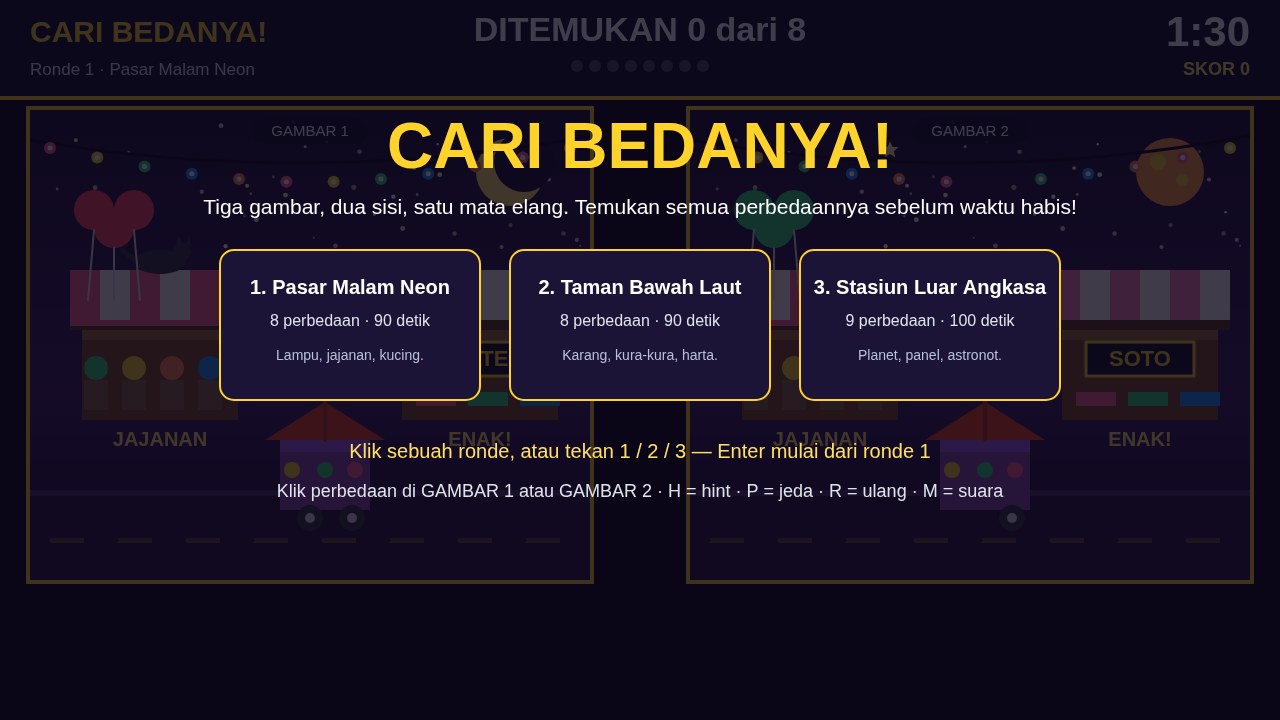 CARI BEDANYA!
DITEMUKAN 0 dari 8
1:30
Ronde 1 · Pasar Malam Neon
SKOR 0
GAMBAR 1
GAMBAR 2
CARI BEDANYA!
Tiga gambar, dua sisi, satu mata elang. Temukan semua perbedaannya sebelum waktu habis!
1. Pasar Malam Neon
8 perbedaan · 90 detik
Lampu, jajanan, kucing.
2. Taman Bawah Laut
8 perbedaan · 90 detik
Karang, kura-kura, harta.
3. Stasiun Luar Angkasa
9 perbedaan · 100 detik
Planet, panel, astronot.
TE
SOTO
JAJANAN
ENAK!
JAJANAN
ENAK!
Klik sebuah ronde, atau tekan 1 / 2 / 3 — Enter mulai dari ronde 1
Klik perbedaan di GAMBAR 1 atau GAMBAR 2 · H = hint · P = jeda · R = ulang · M = suara